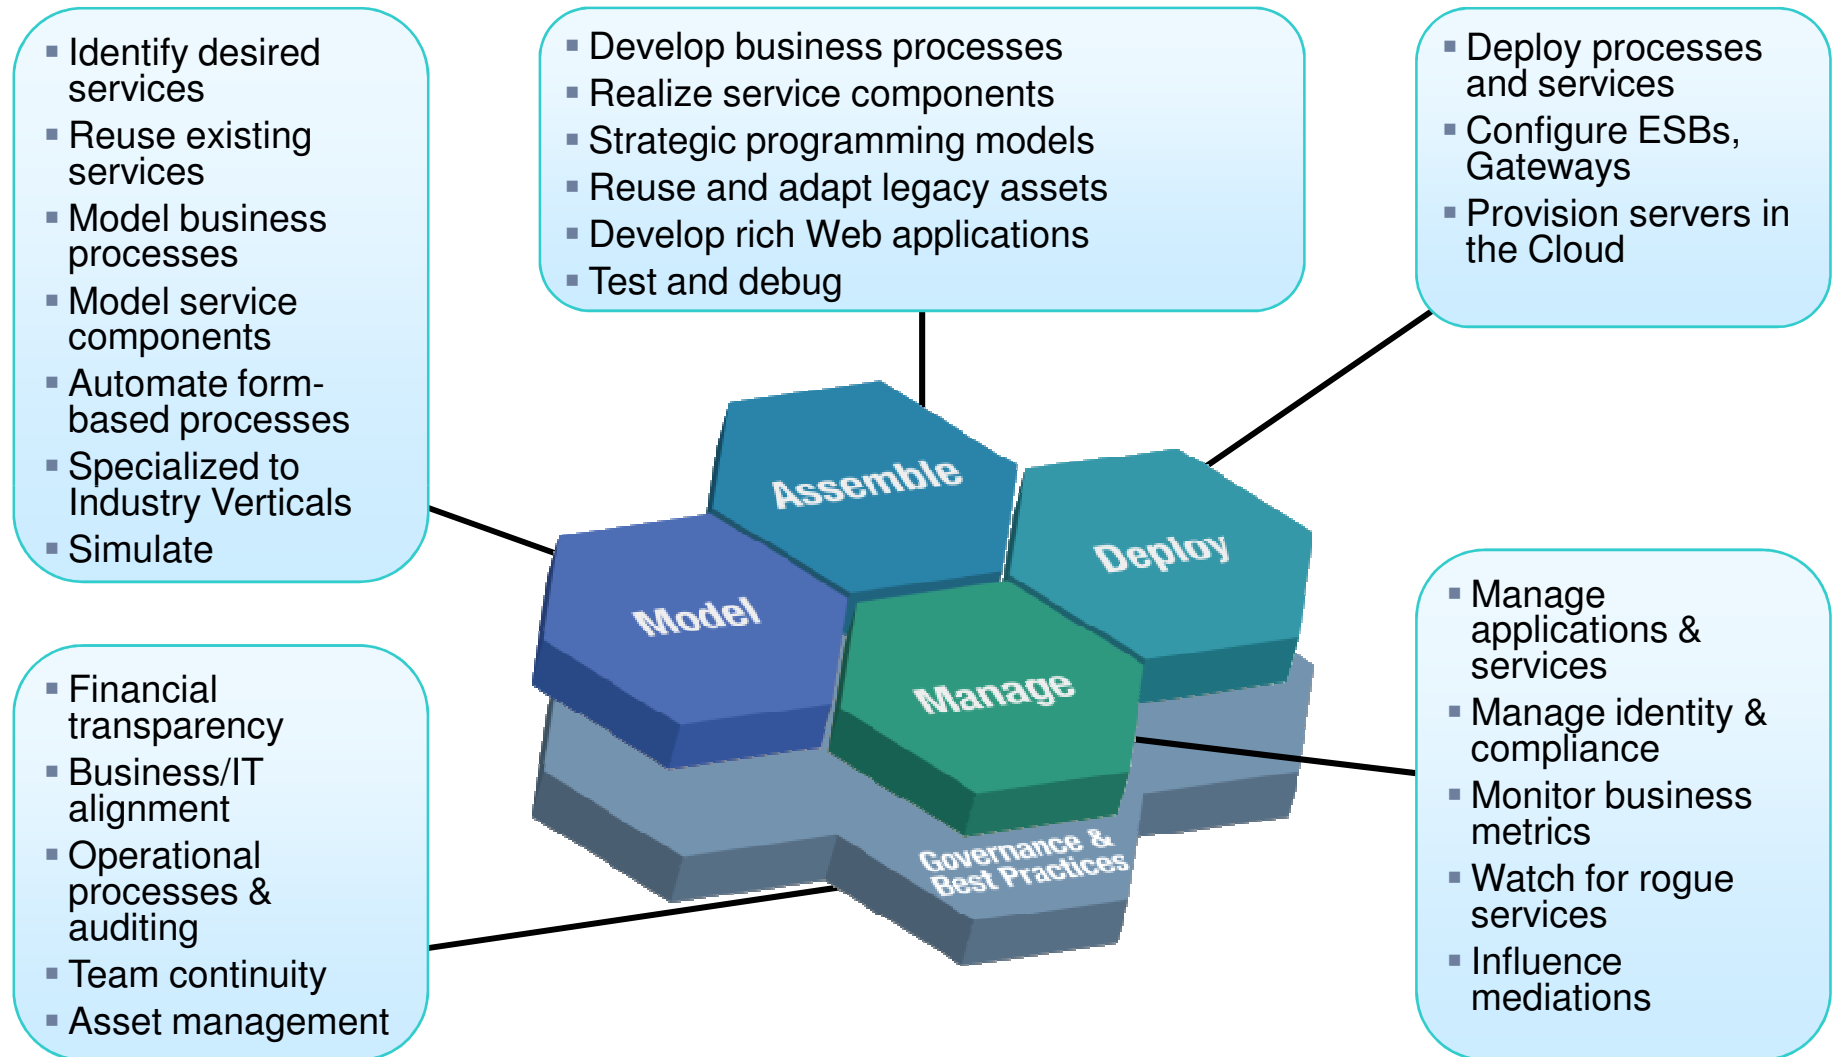 ▪ Identify desired
services
▪ Reuse existing
services
▪ Model business
processes
▪ Model service
components
▪ Automate form-
based processes
▪ Specialized to
Industry Verticals
▪ Simulate
▪ Develop business processes
▪ Realize service components
▪ Strategic programming models
▪ Reuse and adapt legacy assets
▪ Develop rich Web applications
▪ Test and debug
▪ Deploy processes
and services
▪ Configure ESBs,
Gateways
▪ Provision servers in
the Cloud
Assemble
Deploy
Model
Manage
Governance &
Best Practices
▪ Financial
transparency
▪ Business/IT
alignment
▪ Operational
processes &
auditing
▪ Team continuity
▪ Asset management
▪ Manage
applications &
services
▪ Manage identity &
compliance
▪ Monitor business
metrics
▪ Watch for rogue
services
▪ Influence
mediations